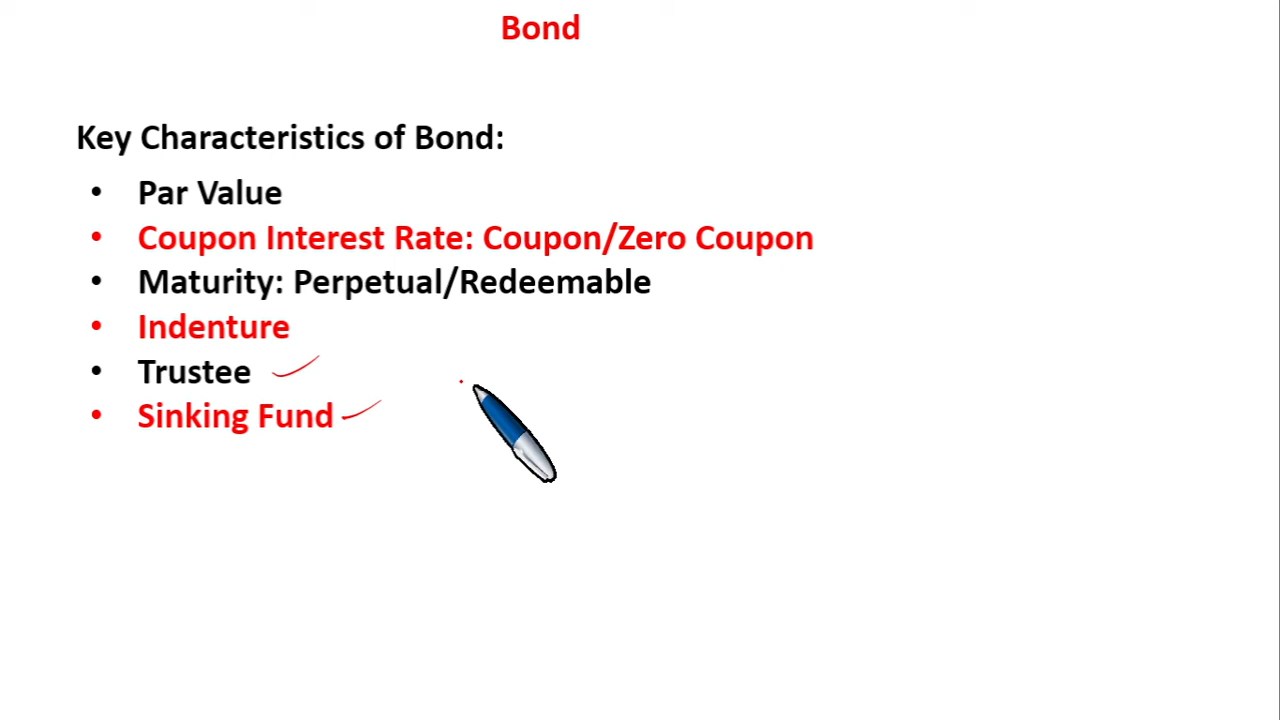 Bond
Key Characteristics of Bond:
• Par Value
• Coupon Interest Rate: Coupon/Zero Coupon
• Maturity: Perpetual/Redeemable
• Indenture
• Trustee
• Sinking Fund